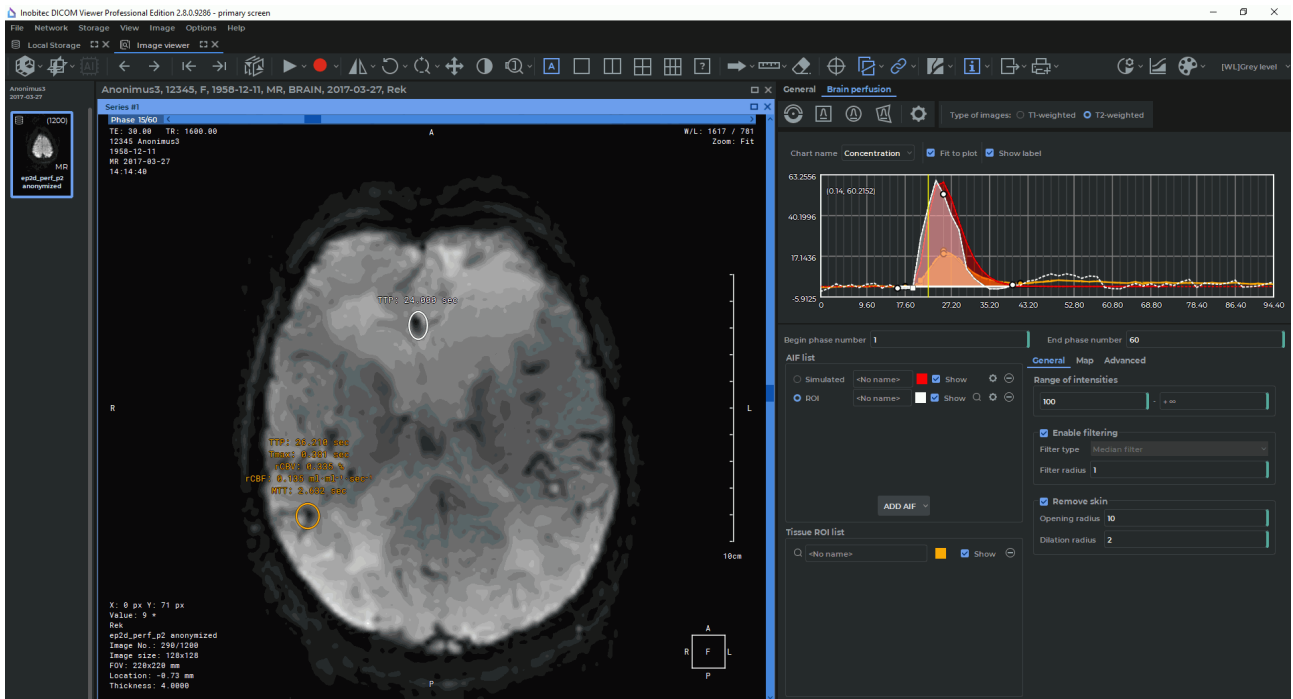 Inobitec DICOM Viewer Professional Edition 2.8.0.9286 - primary screen
File Network Storage View Image Options Help
Local Storage Image viewer
[WL]Grey level
Anonimus3
2017-03-27
(1200)
MR
ep2d_perf_p2
anonymized
Anonimus3, 12345, F, 1958-12-11, MR, BRAIN, 2017-03-27, Rek
Series #1
Phase 15/60
TE: 30.00 TR: 1600.00
12345 Anonimus3
1958-12-11
MR 2017-03-27
14:14:40
A
W/L: 1617 / 781
Zoom: Fit
TTP: 24.000 sec
R
L
rCBF:
10cm
X: 0 px Y: 71 px
Value: 9 *
Rek
ep2d_perf_p2 anonymized
Image No.: 290/1200
Image size: 128x128
FOV: 220x220 mm
Location: -0.73 mm
Thickness: 4.0000
P
A
R F L
P
General Brain perfusion
Type of images: T1-weighted T2-weighted
Chart name Concentration Fit to plot Show label
(0.14, 60.2152)
63.2556
40.1996
17.1436
-5.9125
0 9.60 17.60 27.20 35.20 43.20 52.80 60.80 68.80 78.40 86.40 94.40
Begin phase number 1 End phase number 60
AIF list
Simulated <No name> Show
ROI <No name> Show
ADD AIF
Tissue ROI list
<No name> Show
General Map Advanced
Range of intensities
100 - +∞
Enable filtering
Filter type Median filter
Filter radius 1
Remove skin
Opening radius 10
Dilation radius 2